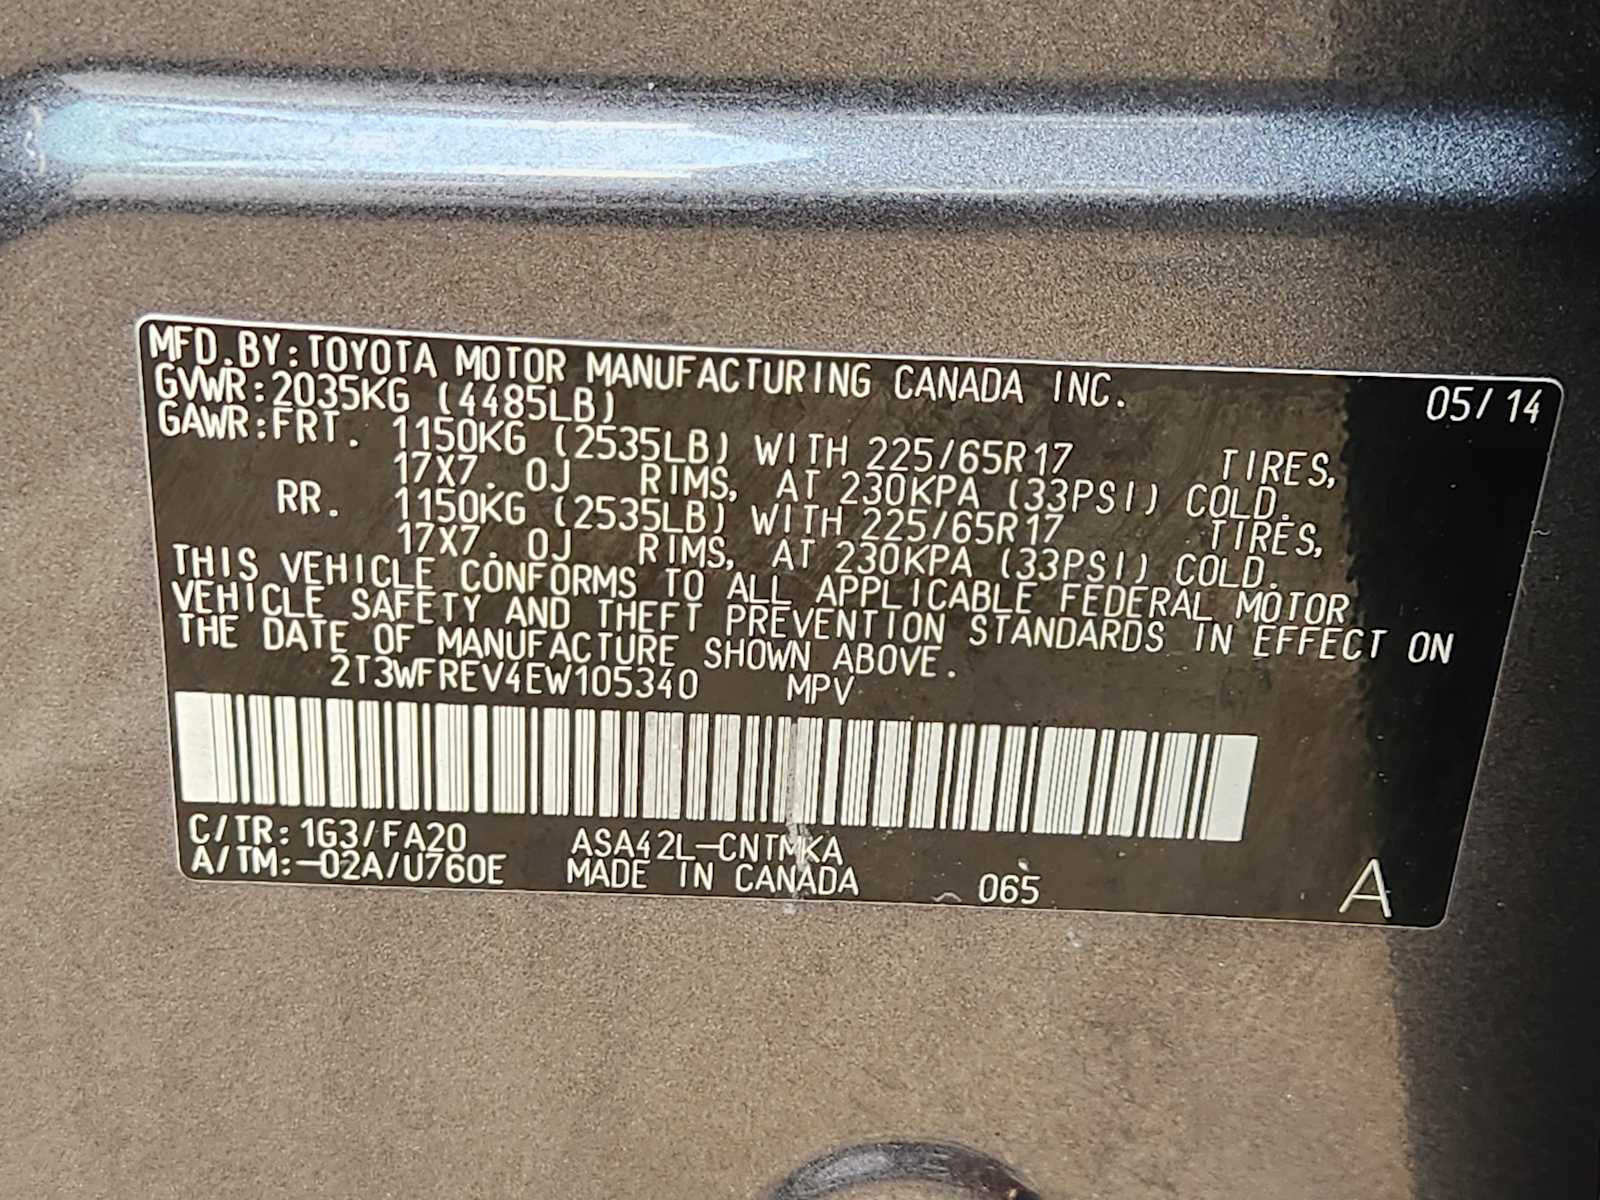 MFD.BY:TOYOTA MOTOR MANUFACTURING CANADA INC. 05/14
GVWR:2035KG (4485LB)
GAWR:FRT. 1150KG (2535LB) WITH 225/65R17 TIRES,
17X7.0J RIMS, AT 230KPA (33PSI) COLD.
RR. 1150KG (2535LB) WITH 225/65R17 TIRES,
17X7.0J RIMS, AT 230KPA (33PSI) COLD.
THIS VEHICLE CONFORMS TO ALL APPLICABLE FEDERAL MOTOR
VEHICLE SAFETY AND THEFT PREVENTION STANDARDS IN EFFECT ON
THE DATE OF MANUFACTURE SHOWN ABOVE.
2T3WFREV4EW105340 MPV
C/TR:1G3/FA20 ASA42L-CNTMKA
A/TM:-02A/U760E MADE IN CANADA 065 A